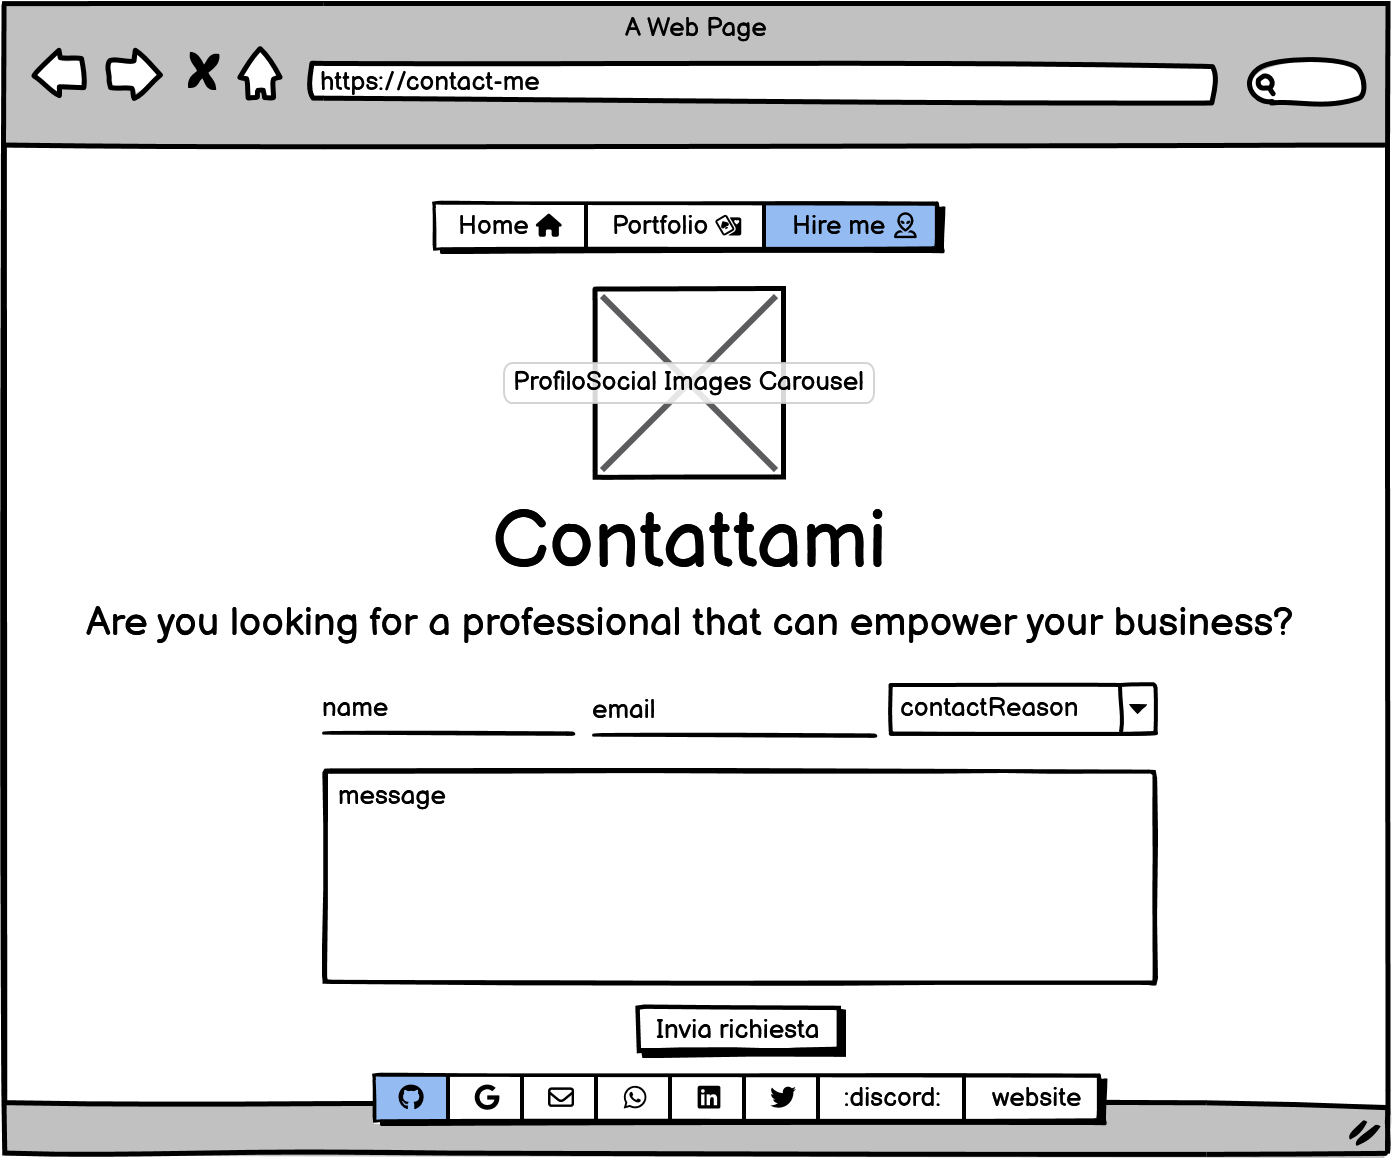 A Web Page
https://contact-me
Home
Portfolio
Hire me
ProfiloSocial Images Carousel
Contattami
Are you looking for a professional that can empower your business?
name
email
contactReason
message
Invia richiesta
:discord:
website